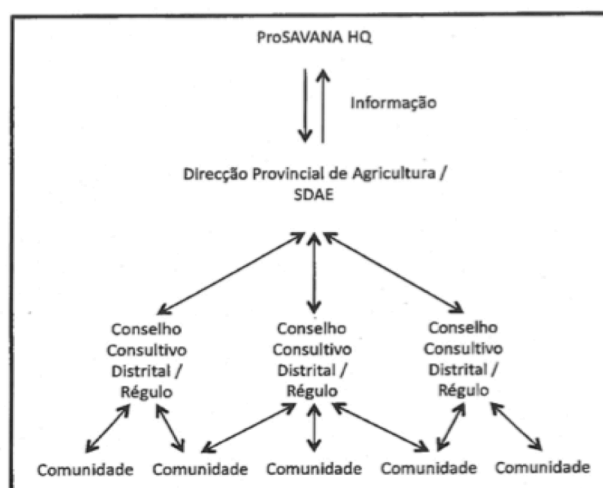 ProSAVANA HQ
Informação
Direcção Provincial de Agricultura /
SDAE
Conselho
Consultivo
Distrital /
Régulo
Conselho
Consultivo
Distrital /
Régulo
Conselho
Consultivo
Distrital /
Régulo
Comunidade
Comunidade
Comunidade
Comunidade
Comunidade